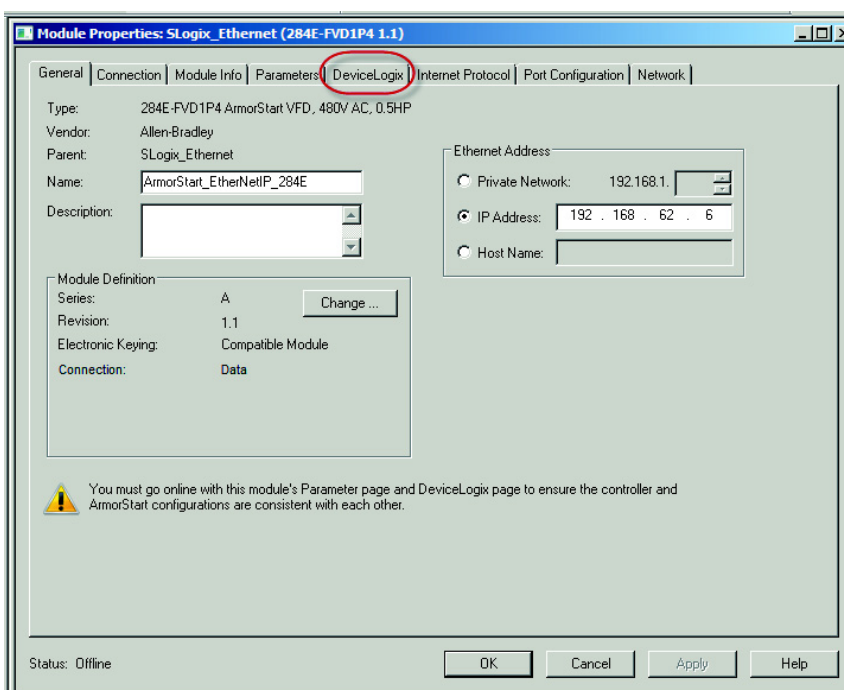 Module Properties: SLogix_Ethernet (284E-FVD1P4 1.1)
General Connection Module Info Parameters DeviceLogix Internet Protocol Port Configuration Network
Type: 284E-FVD1P4 ArmorStart VFD, 480V AC, 0.5HP
Vendor: Allen-Bradley
Parent: SLogix_Ethernet
Name: ArmorStart_EtherNetIP_284E
Description:
Ethernet Address
Private Network: 192.168.1.
IP Address: 192 . 168 . 62 . 6
Host Name:
Module Definition
Series: A Change ...
Revision: 1.1
Electronic Keying: Compatible Module
Connection: Data
You must go online with this module's Parameter page and DeviceLogix page to ensure the controller and
ArmorStart configurations are consistent with each other.
Status: Offline OK Cancel Apply Help